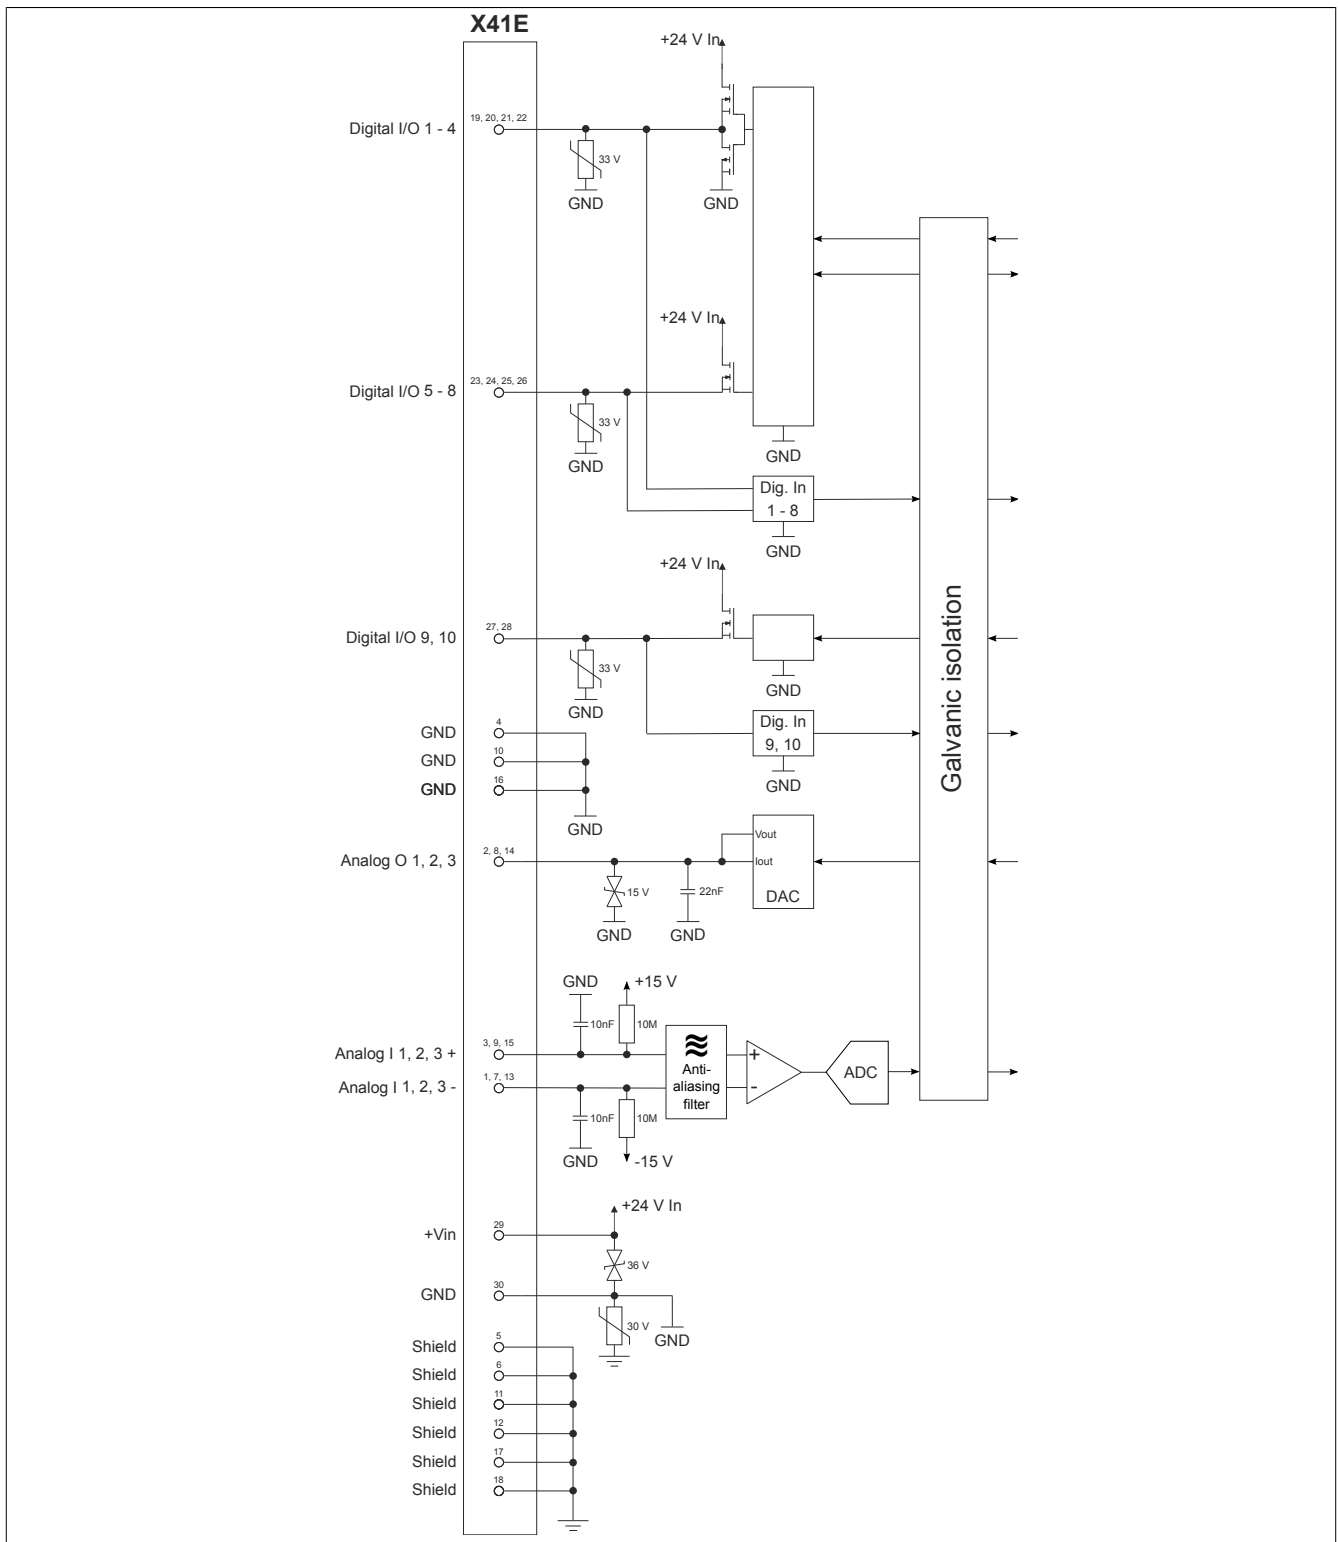 X41E
+24 V In
Digital I/O 1 - 4
19, 20, 21, 22
33 V
GND
GND
+24 V In
Digital I/O 5 - 8
23, 24, 25, 26
33 V
GND
GND
Dig. In
1 - 8
GND
+24 V In
Digital I/O 9, 10
27, 28
33 V
GND
GND
Galvanic isolation
Dig. In
9, 10
GND
GND
4
GND
10
GND
16
GND
Analog O 1, 2, 3
2, 8, 14
15 V
GND
22nF
GND
Vout
Iout
DAC
GND
+15 V
10nF
10M
Analog I 1, 2, 3 +
3, 9, 15
Analog I 1, 2, 3 -
1, 7, 13
Anti-
aliasing
filter
+
-
ADC
10nF
10M
GND
-15 V
+24 V In
+Vin
29
36 V
GND
30
30 V
GND
Shield
5
Shield
6
Shield
11
Shield
12
Shield
17
Shield
18